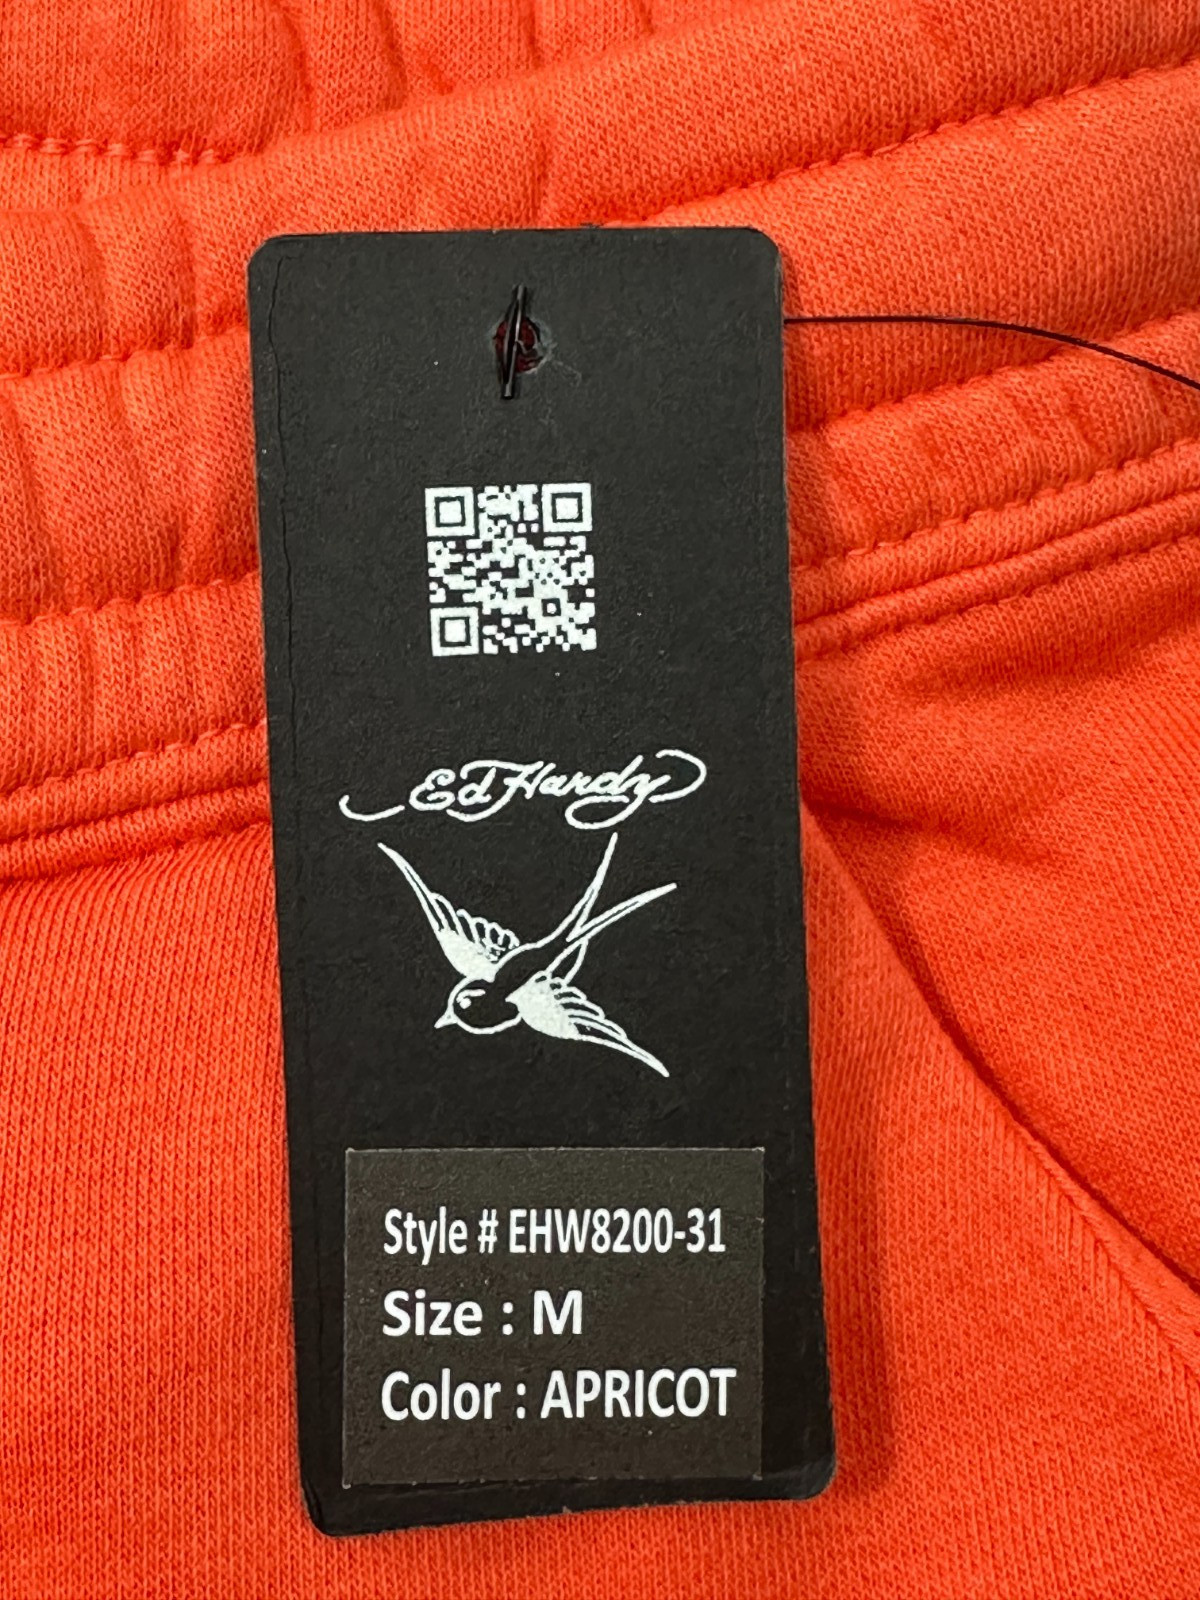 Ed Hardy
Style # EHW8200-31
Size : M
Color : APRICOT